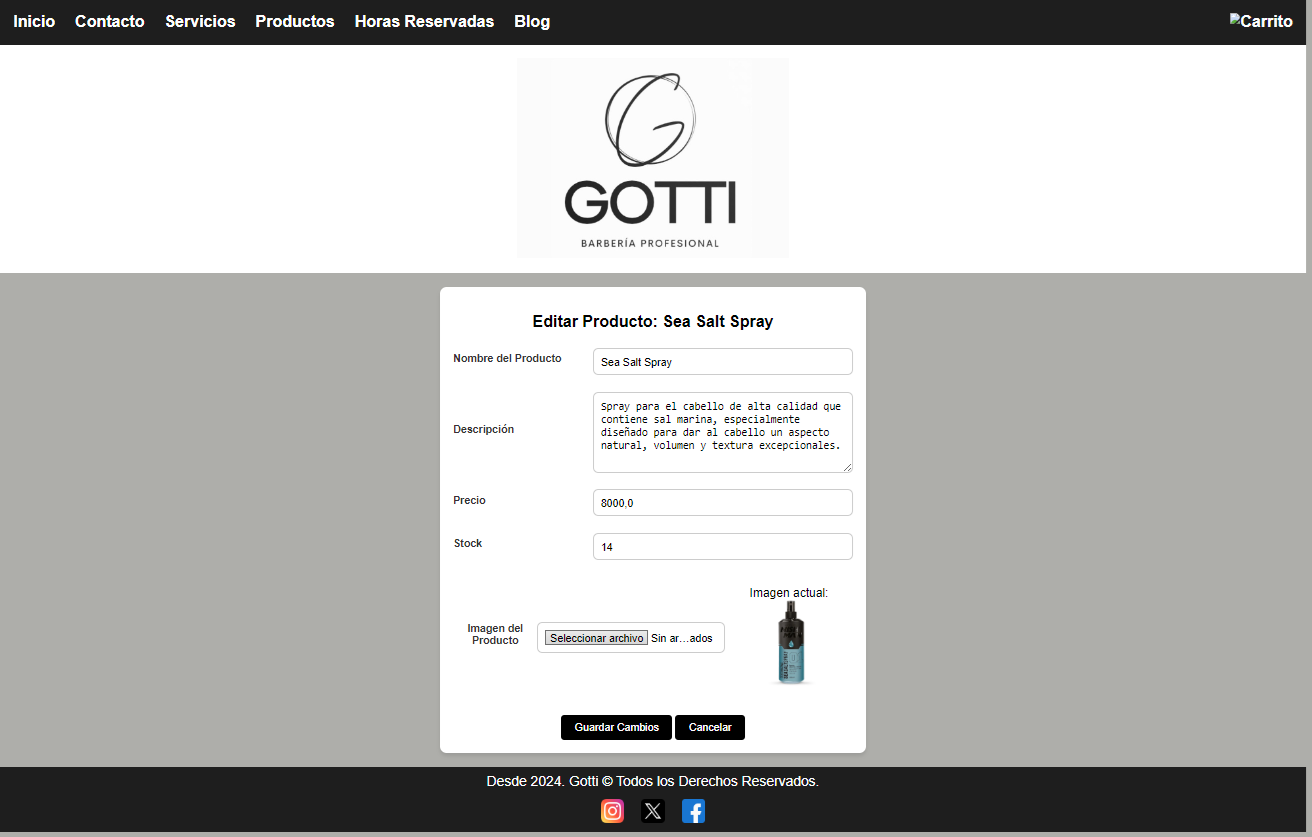 Inicio Contacto Servicios Productos Horas Reservadas Blog Carrito
GOTTI
BARBERÍA PROFESIONAL
Editar Producto: Sea Salt Spray
Nombre del Producto Sea Salt Spray
Descripción
Spray para el cabello de alta calidad que
contiene sal marina, especialmente
diseñado para dar al cabello un aspecto
natural, volumen y textura excepcionales.
Precio 8000,0
Stock 14
Imagen del
Producto
Seleccionar archivo Sin ar...ados
Imagen actual:
Guardar Cambios Cancelar
Desde 2024. Gotti © Todos los Derechos Reservados.